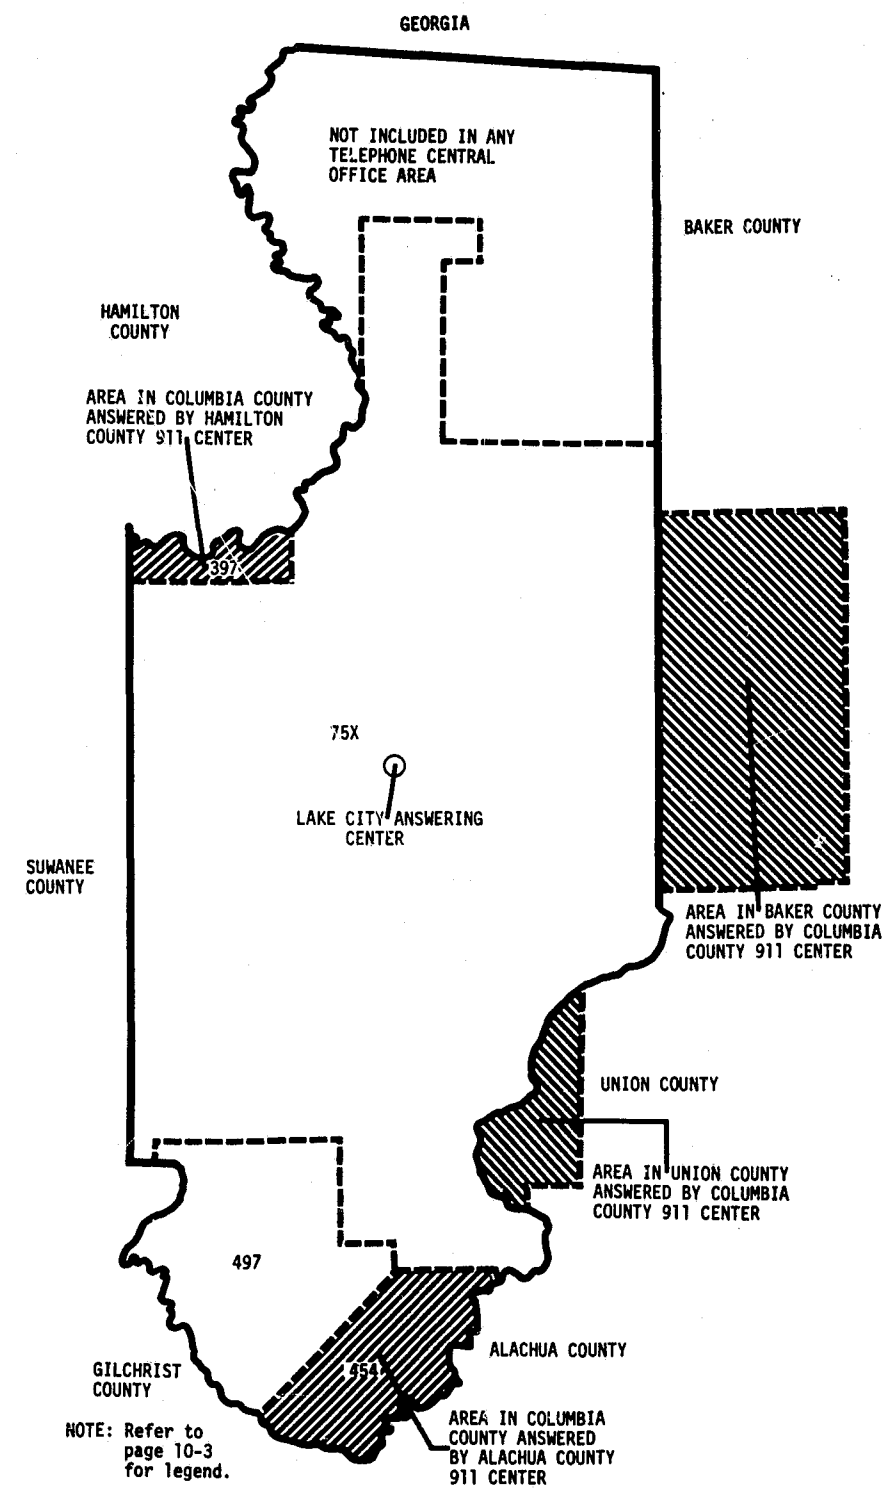 GEORGIA
NOT INCLUDED IN ANY
TELEPHONE CENTRAL
OFFICE AREA
BAKER COUNTY
HAMILTON
COUNTY
AREA IN COLUMBIA COUNTY
ANSWERED BY HAMILTON
COUNTY 911 CENTER
397
75X
LAKE CITY ANSWERING
CENTER
SUWANEE
COUNTY
AREA IN BAKER COUNTY
ANSWERED BY COLUMBIA
COUNTY 911 CENTER
UNION COUNTY
AREA IN UNION COUNTY
ANSWERED BY COLUMBIA
COUNTY 911 CENTER
497
ALACHUA COUNTY
454
GILCHRIST
COUNTY
AREA IN COLUMBIA
COUNTY ANSWERED
BY ALACHUA COUNTY
911 CENTER
NOTE: Refer to
page 10-3
for legend.